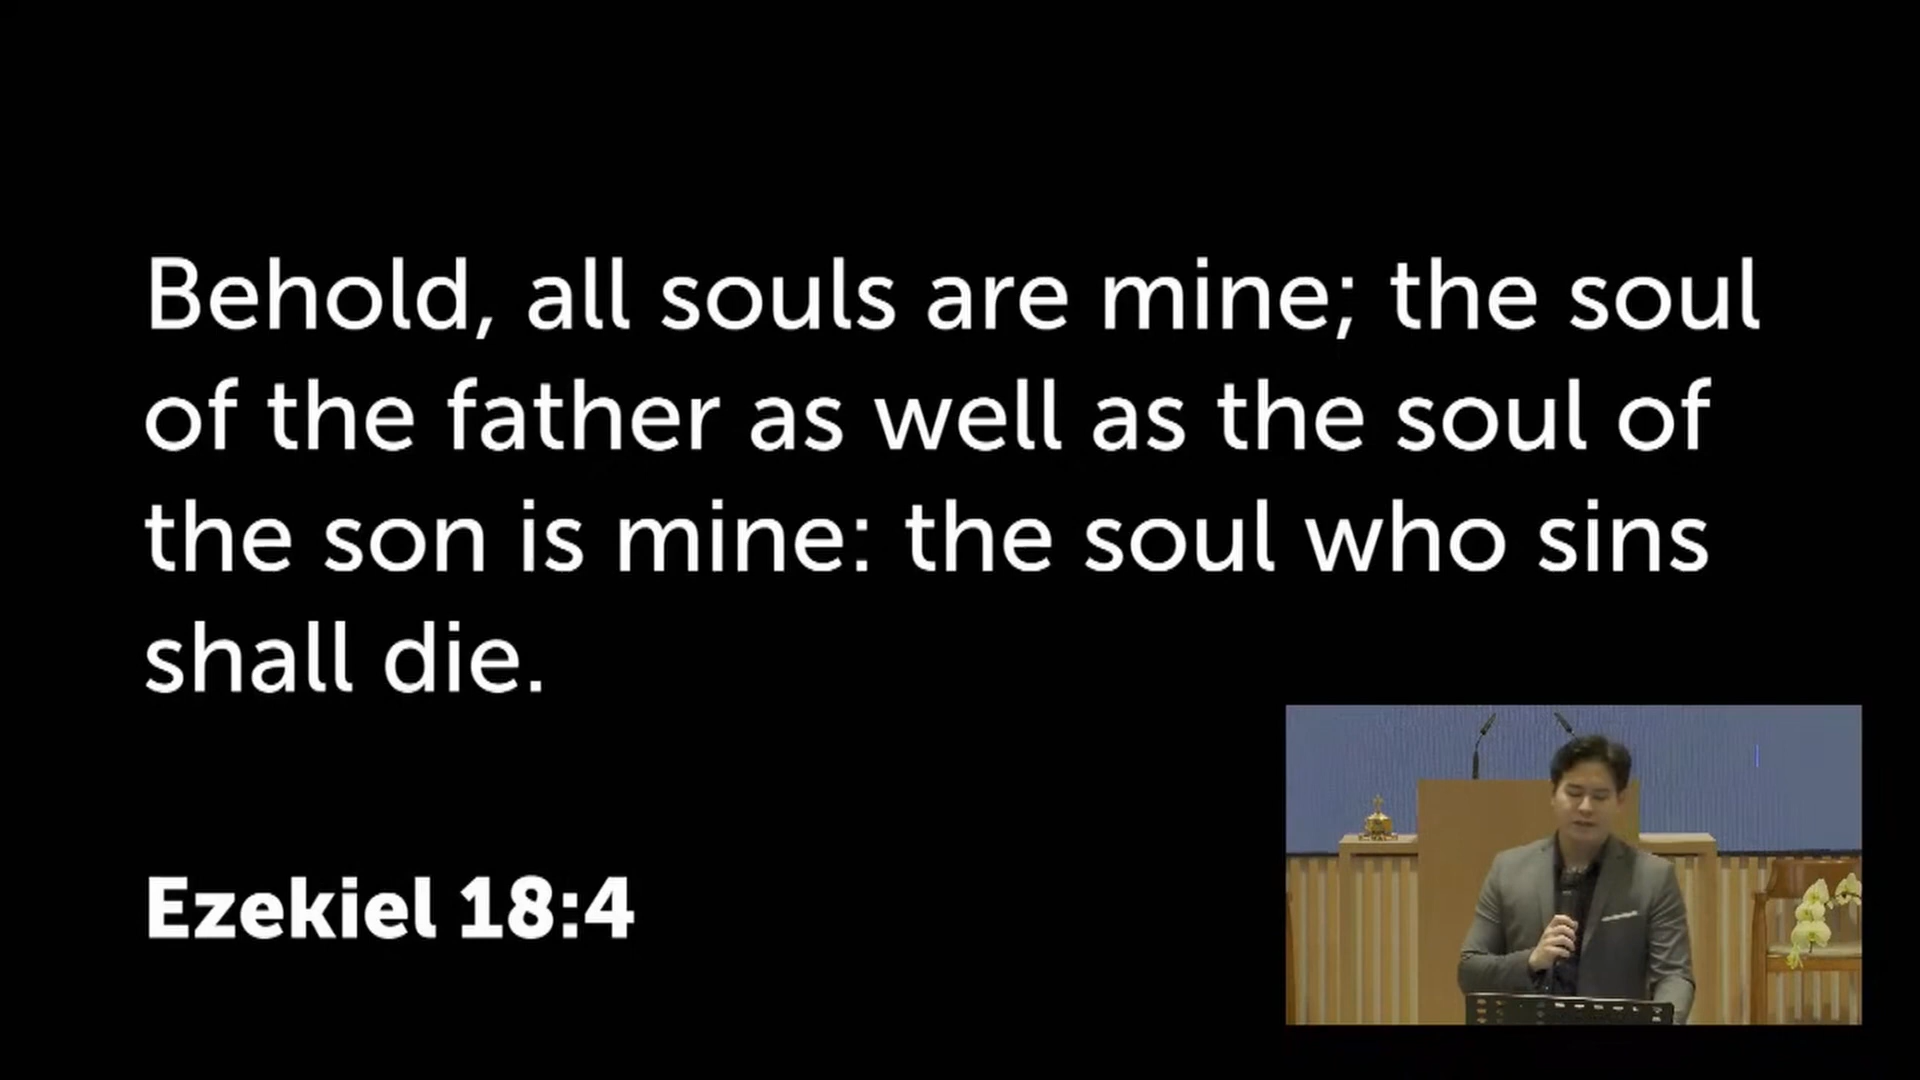 Behold, all souls are mine; the soul
of the father as well as the soul of
the son is mine: the soul who sins
shall die.
Ezekiel 18:4